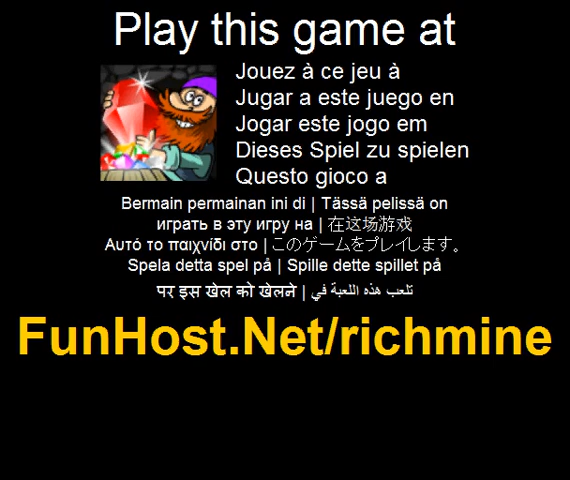 Play this game at
Jouez à ce jeu à
Jugar a este juego en
Jogar este jogo em
Dieses Spiel zu spielen
Questo gioco a
Bermain permainan ini di | Tässä pelissä on
играть в эту игру на | 在这场游戏
Αυτό το παιχνίδι στο | このゲームをプレイします。
Spela detta spel på | Spille dette spillet på
पर इस खेल को खेलने | تلعب هذه اللعبة في
FunHost.Net/richmine